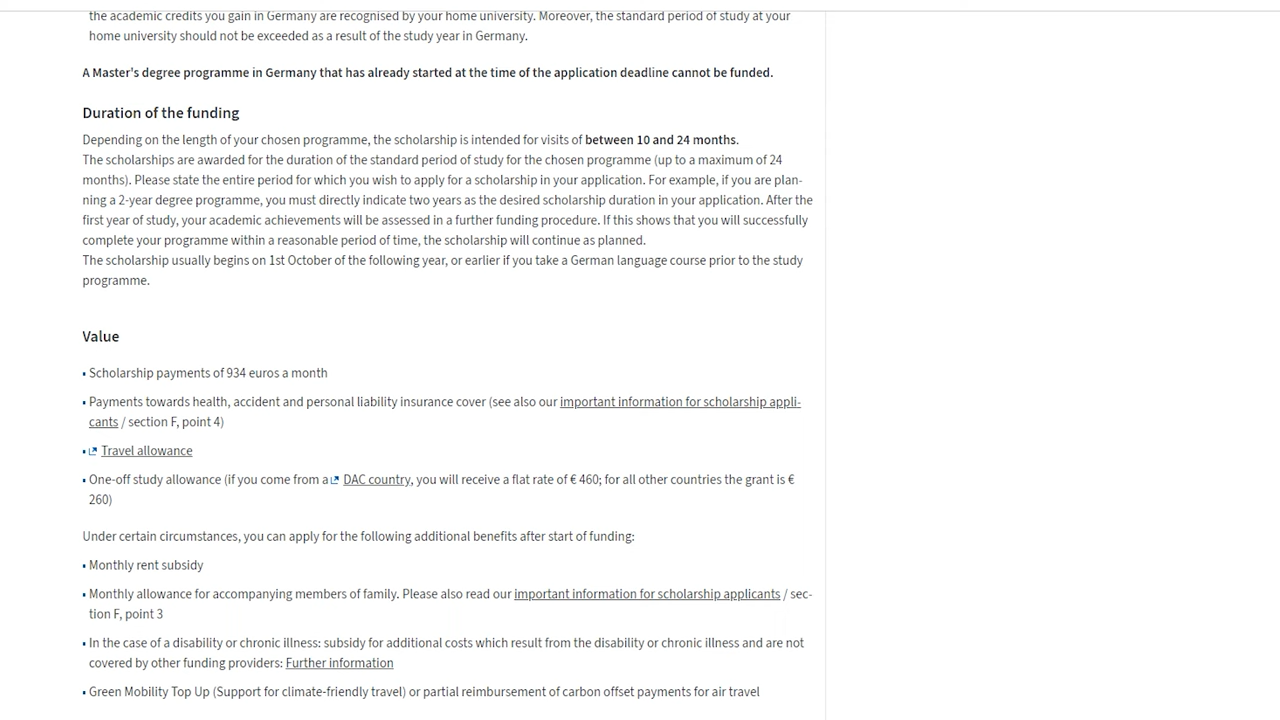 the academic credits you gain in Germany are recognised by your home university. Moreover, the standard period of study at your
home university should not be exceeded as a result of the study year in Germany.
A Master's degree programme in Germany that has already started at the time of the application deadline cannot be funded.
Duration of the funding
Depending on the length of your chosen programme, the scholarship is intended for visits of between 10 and 24 months.
The scholarships are awarded for the duration of the standard period of study for the chosen programme (up to a maximum of 24
months). Please state the entire period for which you wish to apply for a scholarship in your application. For example, if you are plan-
ning a 2-year degree programme, you must directly indicate two years as the desired scholarship duration in your application. After the
first year of study, your academic achievements will be assessed in a further funding procedure. If this shows that you will successfully
complete your programme within a reasonable period of time, the scholarship will continue as planned.
The scholarship usually begins on 1st October of the following year, or earlier if you take a German language course prior to the study
programme.
Value
▪ Scholarship payments of 934 euros a month
▪ Payments towards health, accident and personal liability insurance cover (see also our important information for scholarship appli-
cants / section F, point 4)
▪ Travel allowance
▪ One-off study allowance (if you come from a DAC country, you will receive a flat rate of € 460; for all other countries the grant is €
260)
Under certain circumstances, you can apply for the following additional benefits after start of funding:
▪ Monthly rent subsidy
▪ Monthly allowance for accompanying members of family. Please also read our important information for scholarship applicants / sec-
tion F, point 3
▪ In the case of a disability or chronic illness: subsidy for additional costs which result from the disability or chronic illness and are not
covered by other funding providers: Further information
▪ Green Mobility Top Up (Support for climate-friendly travel) or partial reimbursement of carbon offset payments for air travel